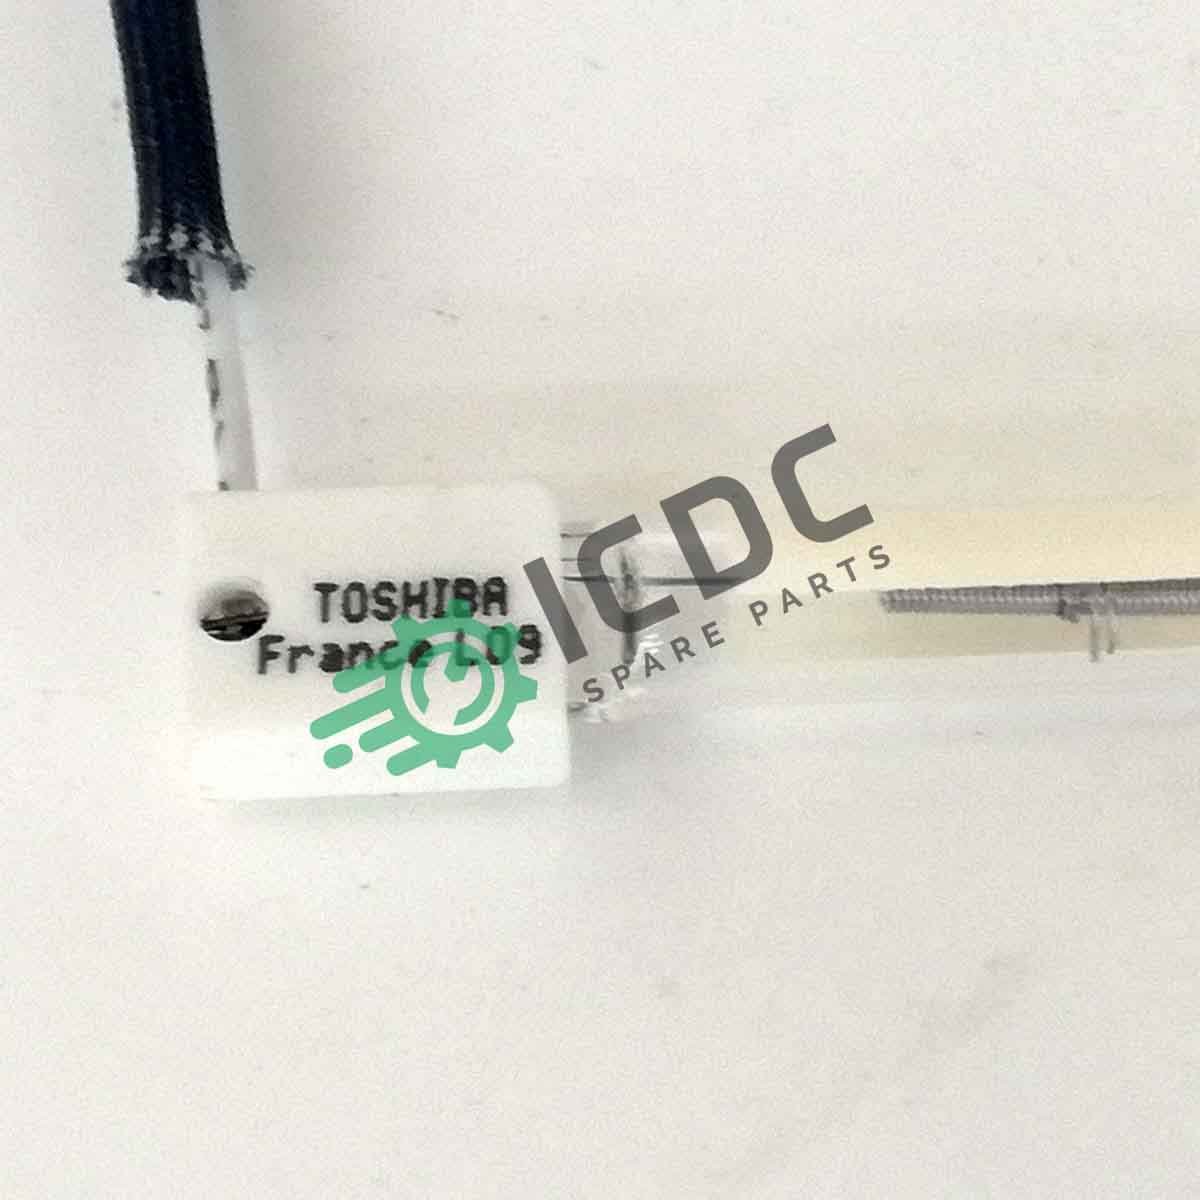 TOSHIBA
France L09
ICDC
SPARE PARTS